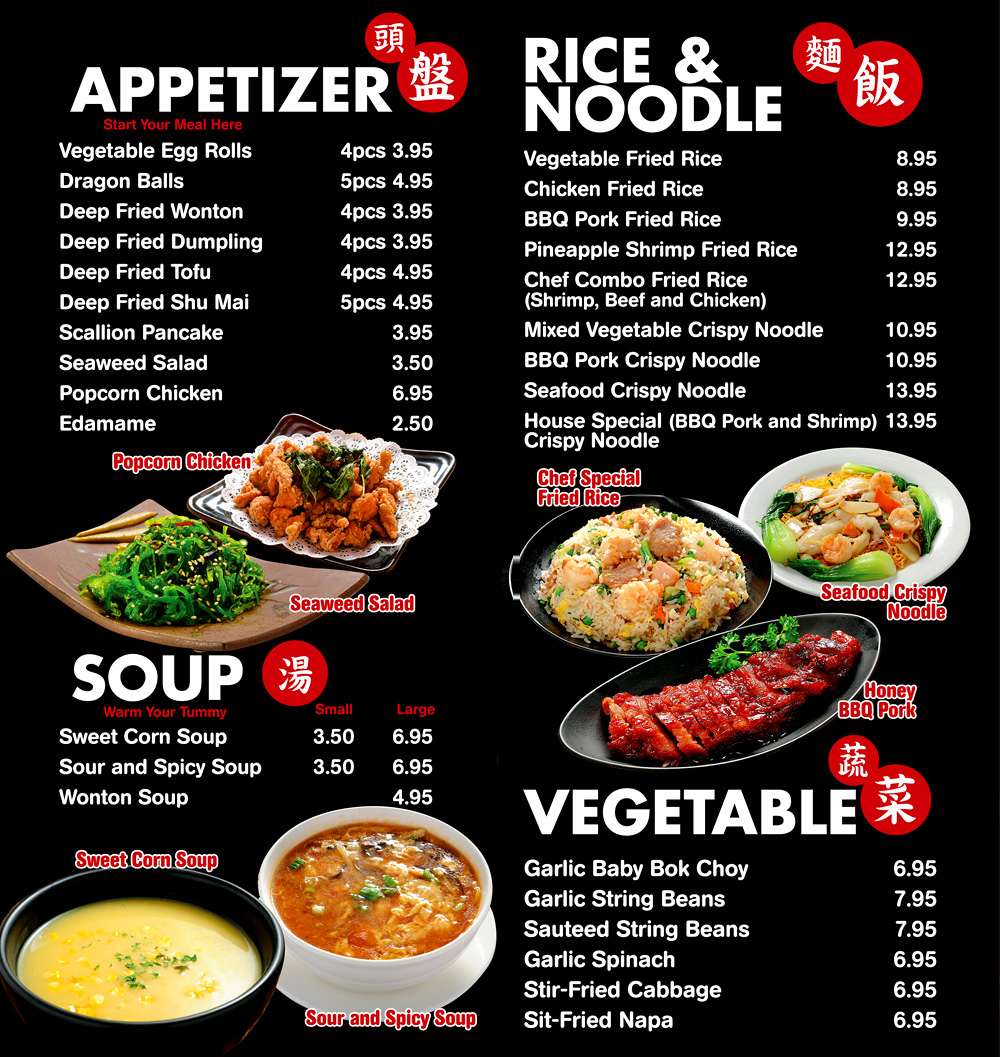 頭盤
APPETIZER
Start Your Meal Here
Vegetable Egg Rolls 4pcs 3.95
Dragon Balls 5pcs 4.95
Deep Fried Wonton 4pcs 3.95
Deep Fried Dumpling 4pcs 3.95
Deep Fried Tofu 4pcs 4.95
Deep Fried Shu Mai 5pcs 4.95
Scallion Pancake 3.95
Seaweed Salad 3.50
Popcorn Chicken 6.95
Edamame 2.50
Popcorn Chicken
Seaweed Salad
SOUP 湯
Warm Your Tummy Small Large
Sweet Corn Soup 3.50 6.95
Sour and Spicy Soup 3.50 6.95
Wonton Soup 4.95
Sweet Corn Soup
Sour and Spicy Soup
RICE &
NOODLE
麵飯
Vegetable Fried Rice 8.95
Chicken Fried Rice 8.95
BBQ Pork Fried Rice 9.95
Pineapple Shrimp Fried Rice 12.95
Chef Combo Fried Rice 12.95
(Shrimp, Beef and Chicken)
Mixed Vegetable Crispy Noodle 10.95
BBQ Pork Crispy Noodle 10.95
Seafood Crispy Noodle 13.95
House Special (BBQ Pork and Shrimp) 13.95
Crispy Noodle
Chef Special
Fried Rice
Seafood Crispy
Noodle
Honey
BBQ Pork
蔬菜
VEGETABLE
Garlic Baby Bok Choy 6.95
Garlic String Beans 7.95
Sauteed String Beans 7.95
Garlic Spinach 6.95
Stir-Fried Cabbage 6.95
Sit-Fried Napa 6.95